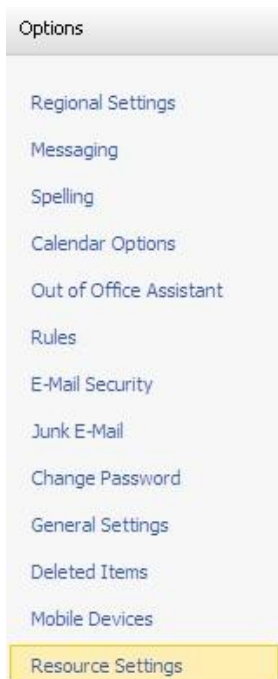 Options
Regional Settings
Messaging
Spelling
Calendar Options
Out of Office Assistant
Rules
E-Mail Security
Junk E-Mail
Change Password
General Settings
Deleted Items
Mobile Devices
Resource Settings